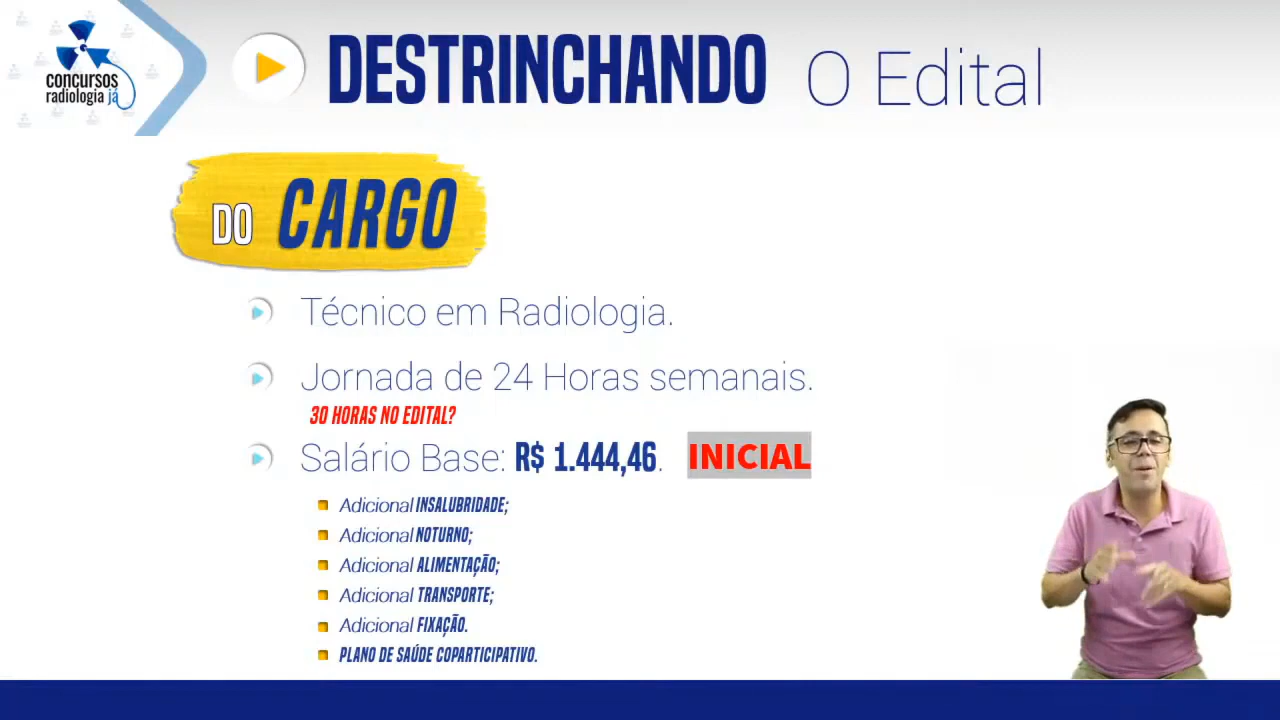 concursos
radiologia já
DESTRINCHANDO O Edital
DO CARGO
Técnico em Radiologia.
Jornada de 24 Horas semanais.
30 HORAS NO EDITAL?
Salário Base: R$ 1.444,46. INICIAL
Adicional INSALUBRIDADE;
Adicional NOTURNO;
Adicional ALIMENTAÇÃO;
Adicional TRANSPORTE;
Adicional FIXAÇÃO.
PLANO DE SAÚDE COPARTICIPATIVO.